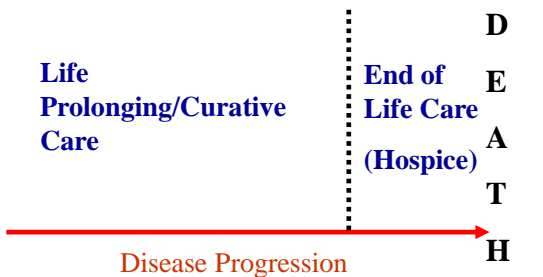 Life
Prolonging/Curative
Care
End of
Life Care
(Hospice)
D
E
A
T
H
Disease Progression